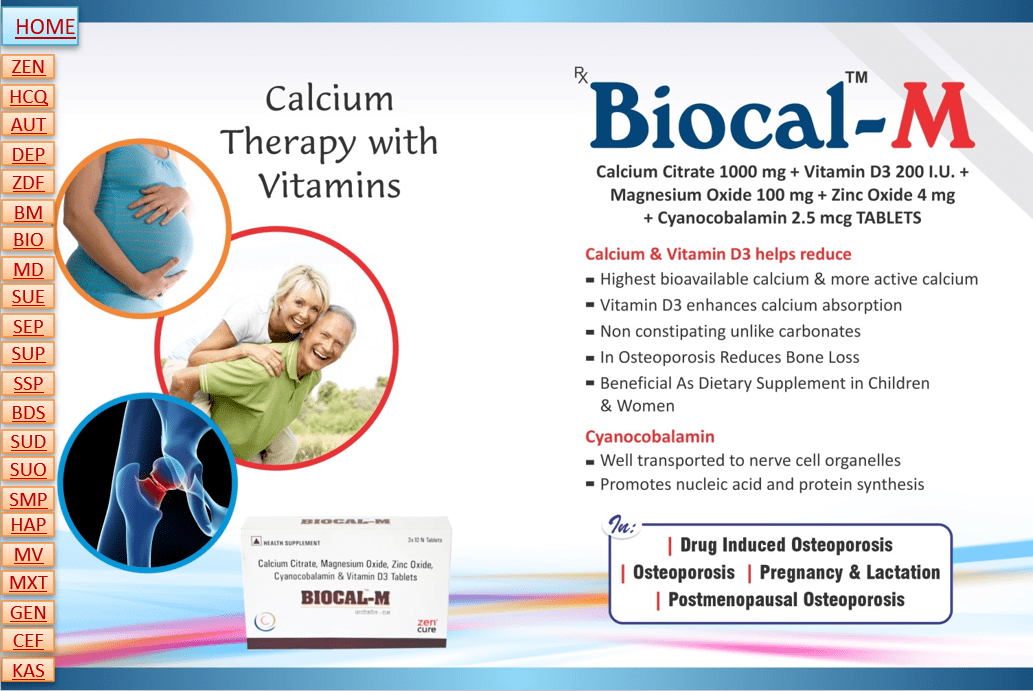 HOME
ZEN
HCQ
AUT
DEP
ZDF
BM
BIO
MD
SUE
SEP
SUP
SSP
BDS
SUD
SUO
SMP
HAP
MV
MXT
GEN
CEF
KAS
Calcium
Therapy with
Vitamins
BIOCAL-M
HEALTH SUPPLEMENT 3x10 N Tablets
Calcium Citrate, Magnesium Oxide, Zinc Oxide,
Cyanocobalamin & Vitamin D3 Tablets
BIOCAL-M
zen
cure
Rx
Biocal-M™
Calcium Citrate 1000 mg + Vitamin D3 200 I.U. +
Magnesium Oxide 100 mg + Zinc Oxide 4 mg
+ Cyanocobalamin 2.5 mcg TABLETS
Calcium & Vitamin D3 helps reduce
- Highest bioavailable calcium & more active calcium
- Vitamin D3 enhances calcium absorption
- Non constipating unlike carbonates
- In Osteoporosis Reduces Bone Loss
- Beneficial As Dietary Supplement in Children
& Women
Cyanocobalamin
- Well transported to nerve cell organelles
- Promotes nucleic acid and protein synthesis
In:
| Drug Induced Osteoporosis
| Osteoporosis | Pregnancy & Lactation
| Postmenopausal Osteoporosis